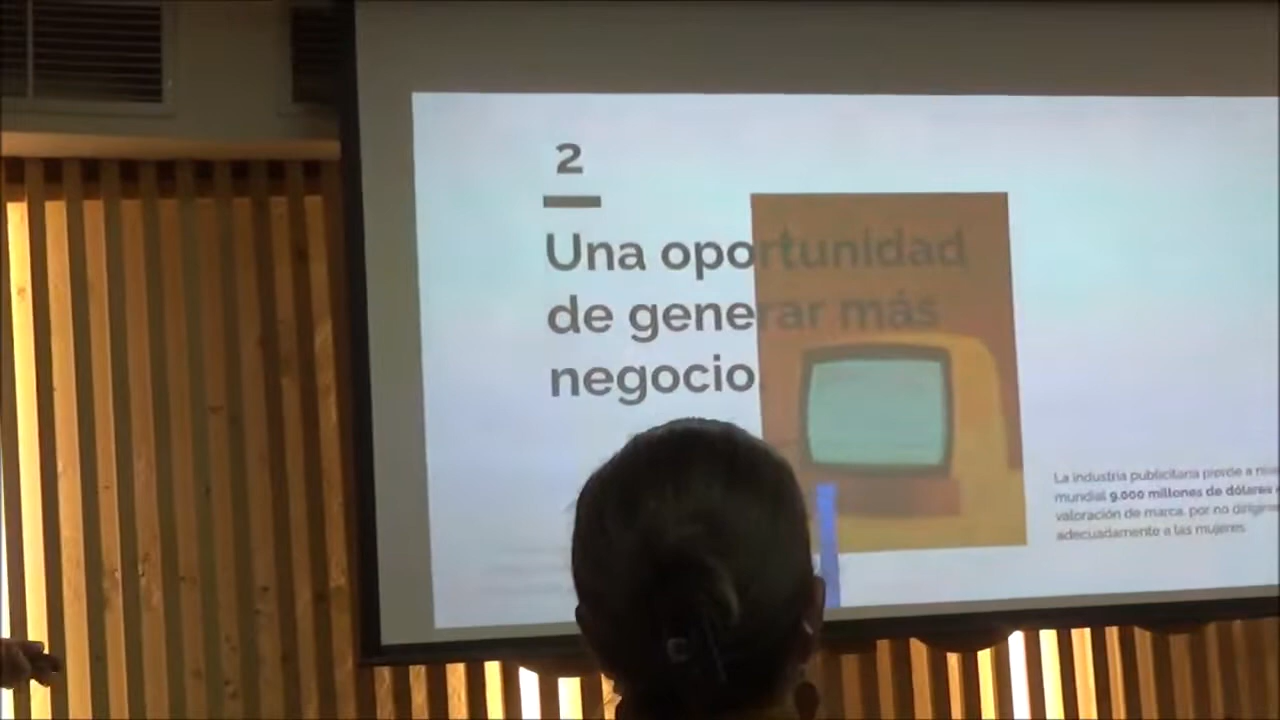 2
Una oportunidad
de generar más
negocio.
La industria publicitaria pierde a
mundial 9.000 millones de dólares
valoración de marca, por no
adecuadamente a las mujeres.